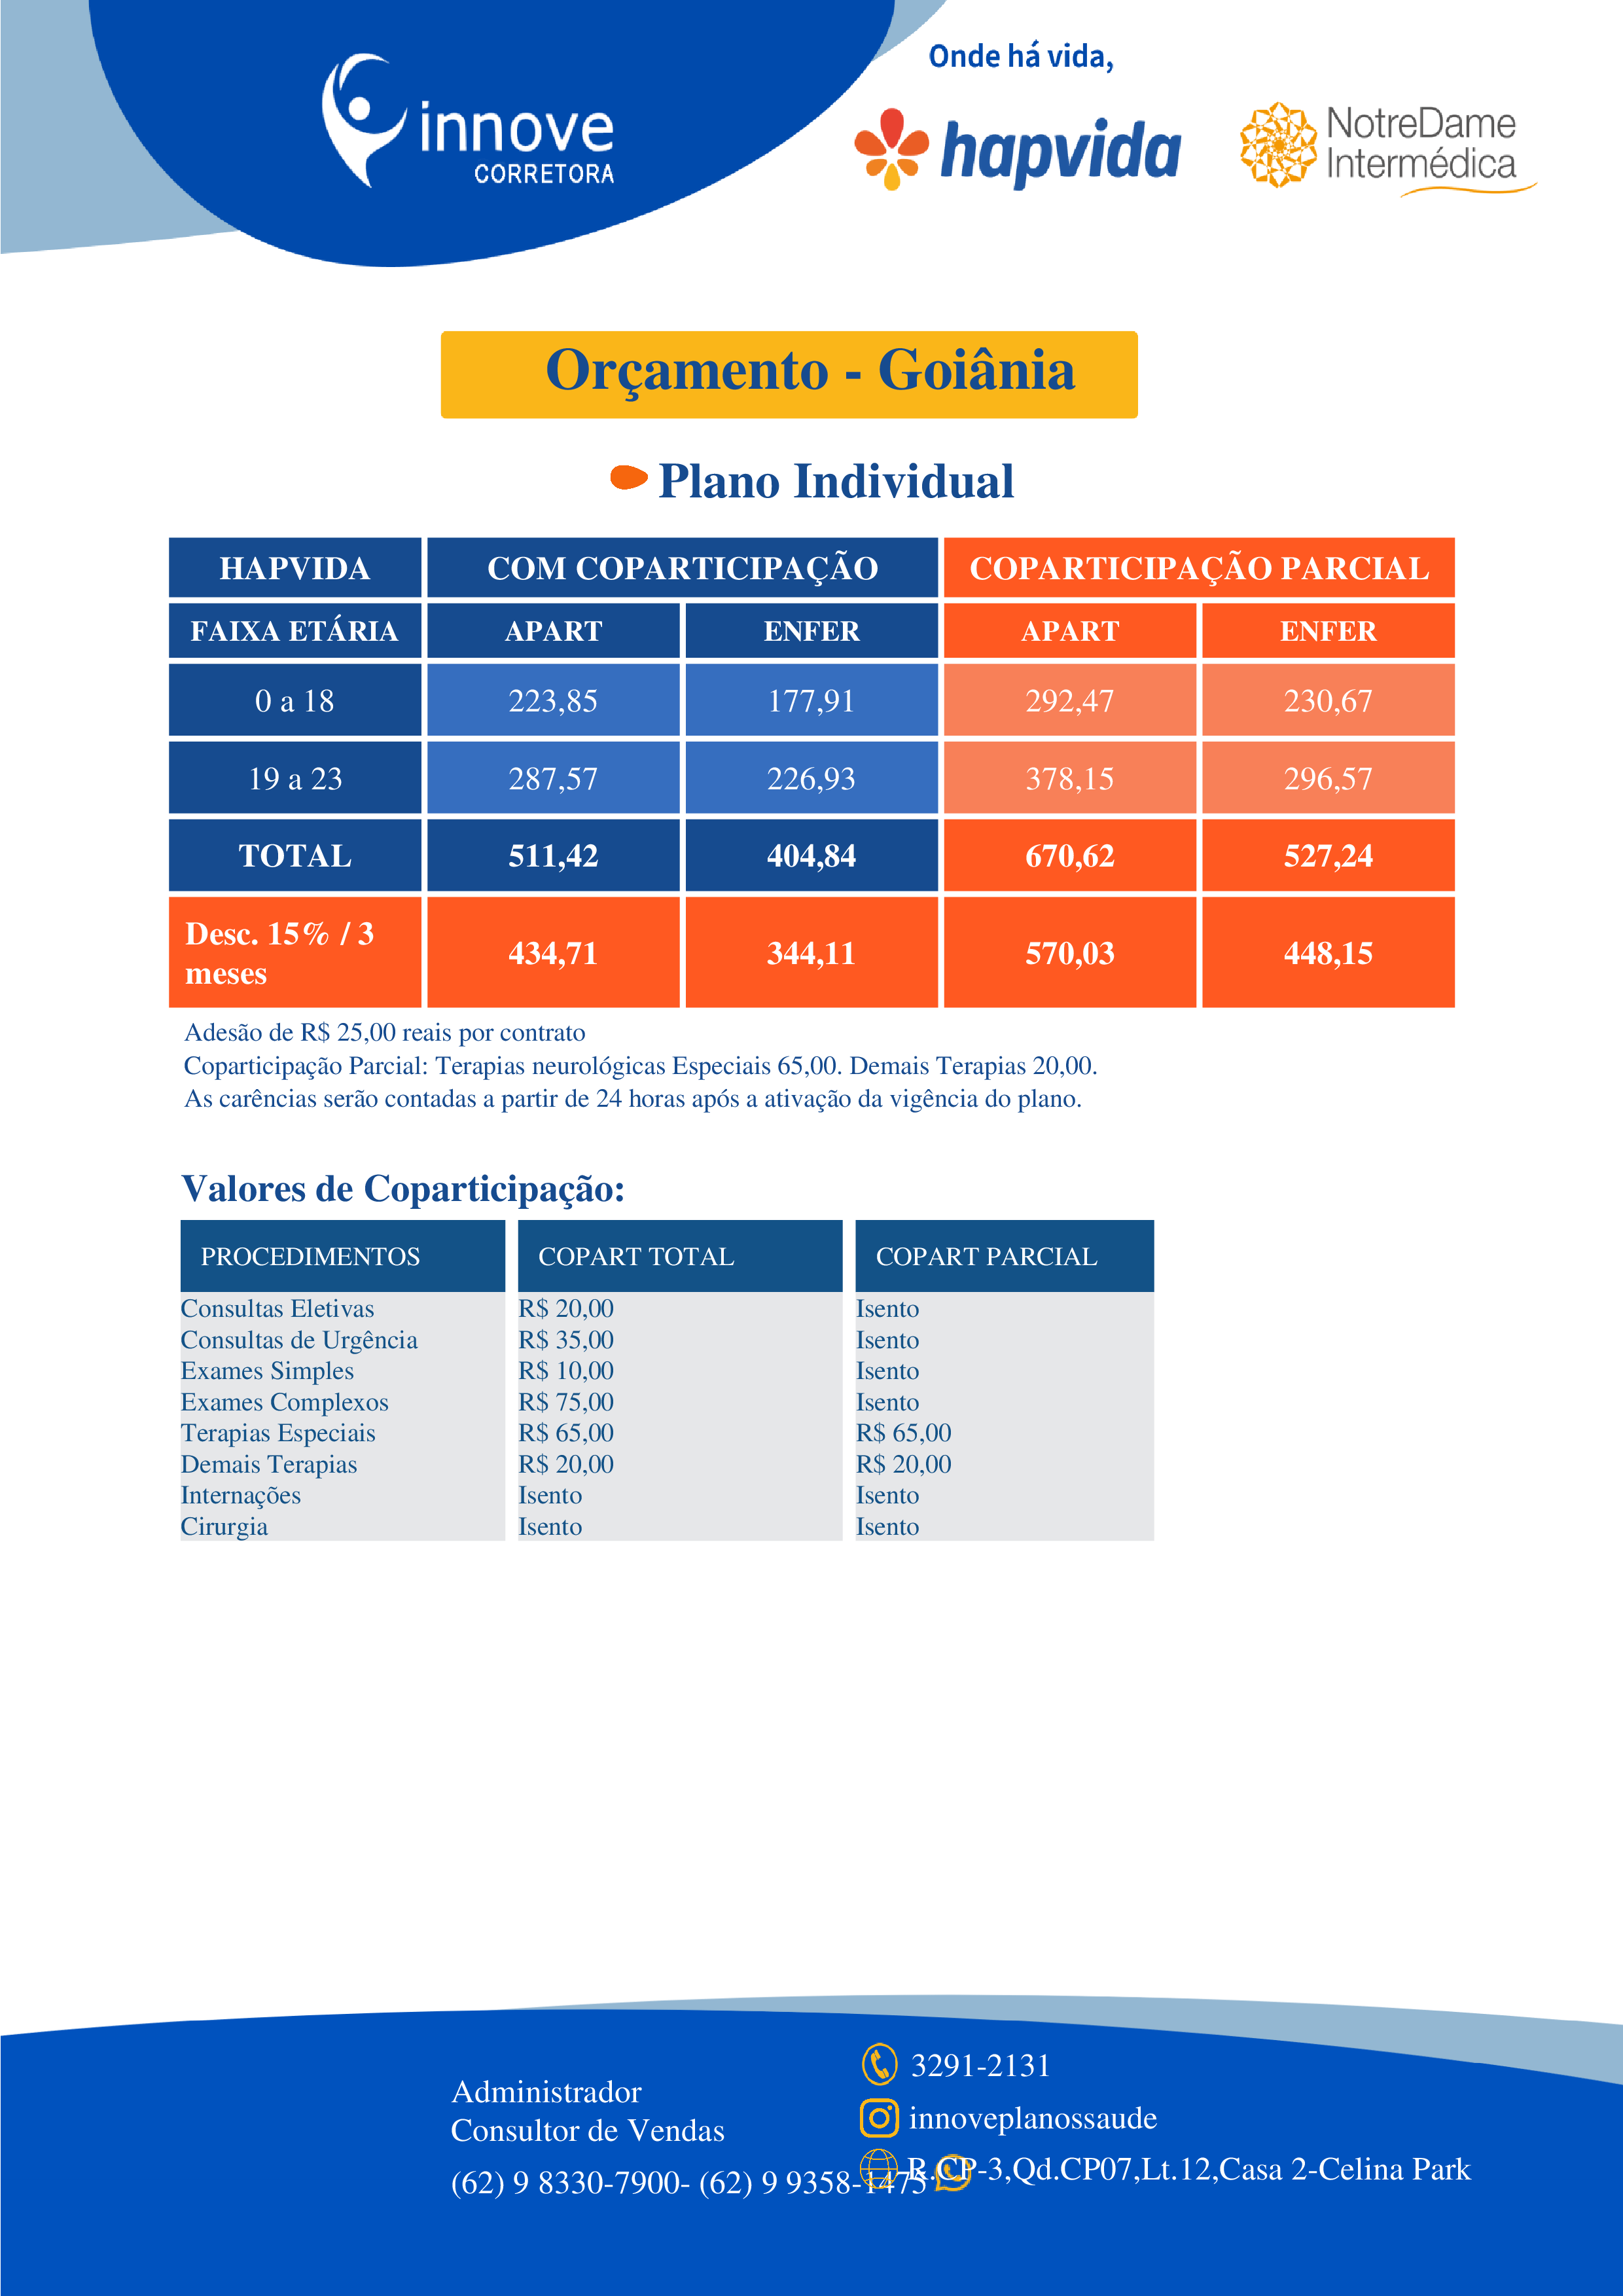 innove
CORRETORA
Onde há vida,
hapvida
NotreDame
Intermédica
Orçamento - Goiânia
Plano Individual
HAPVIDA COM COPARTICIPAÇÃO COPARTICIPAÇÃO PARCIAL
FAIXA ETÁRIA APART ENFER APART ENFER
0 a 18 223,85 177,91 292,47 230,67
19 a 23 287,57 226,93 378,15 296,57
TOTAL 511,42 404,84 670,62 527,24
Desc. 15% / 3
meses 434,71 344,11 570,03 448,15
Adesão de R$ 25,00 reais por contrato
Coparticipação Parcial: Terapias neurológicas Especiais 65,00. Demais Terapias 20,00.
As carências serão contadas a partir de 24 horas após a ativação da vigência do plano.
Valores de Coparticipação:
PROCEDIMENTOS COPART TOTAL COPART PARCIAL
Consultas Eletivas R$ 20,00 Isento
Consultas de Urgência R$ 35,00 Isento
Exames Simples R$ 10,00 Isento
Exames Complexos R$ 75,00 Isento
Terapias Especiais R$ 65,00 R$ 65,00
Demais Terapias R$ 20,00 R$ 20,00
Internações Isento Isento
Cirurgia Isento Isento
Administrador
Consultor de Vendas
(62) 9 8330-7900- (62) 9 9358-1475
3291-2131
innoveplanossaude
R.CP-3,Qd.CP07,Lt.12,Casa 2-Celina Park